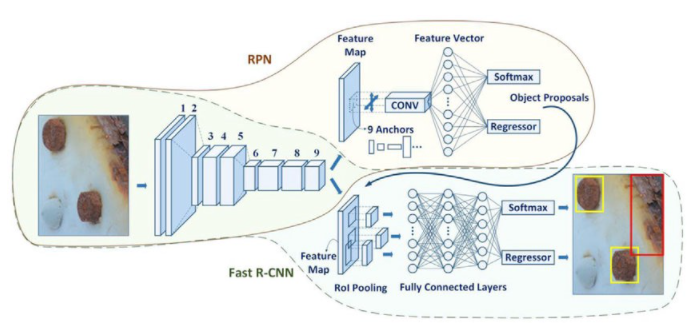 RPN
Feature
Map
Feature Vector
Softmax
CONV
Object Proposals
9 Anchors
Regressor
1 2
3 4 5
6 7 8 9
Softmax
Fast R-CNN
Feature
Map
Regressor
RoI Pooling
Fully Connected Layers